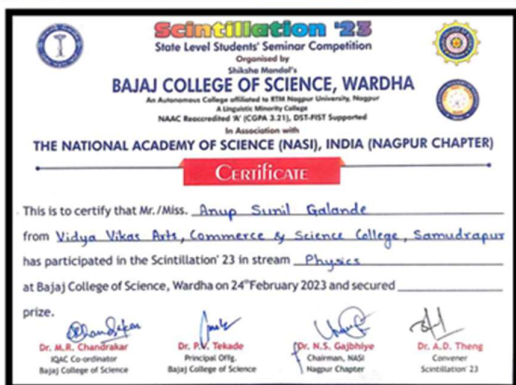 Scintillation '23
State Level Students' Seminar Competition
Organised by
Shiksha Mandal's
BAJAJ COLLEGE OF SCIENCE, WARDHA
An Autonomous College affiliated to RTM Nagpur University, Nagpur
A Linguistic Minority College
NAAC Reaccredited 'A' (CGPA 3.21), DST-FIST Supported
In Association with
THE NATIONAL ACADEMY OF SCIENCE (NASI), INDIA (NAGPUR CHAPTER)
CERTIFICATE
This is to certify that Mr./Miss. Anup Sunil Galande
from Vidya Vikas Arts, Commerce & Science College, Samudrapur
has participated in the Scintillation' 23 in stream Physics
at Bajaj College of Science, Wardha on 24th February 2023 and secured
prize.
Dr. M.R. Chandrakar Dr. P.V. Tekade Dr. N.S. Gajbhiye Dr. A.D. Theng
IQAC Co-ordinator Principal Offg. Chairman, NASI Convener
Bajaj College of Science Bajaj College of Science Nagpur Chapter Scintillation' 23